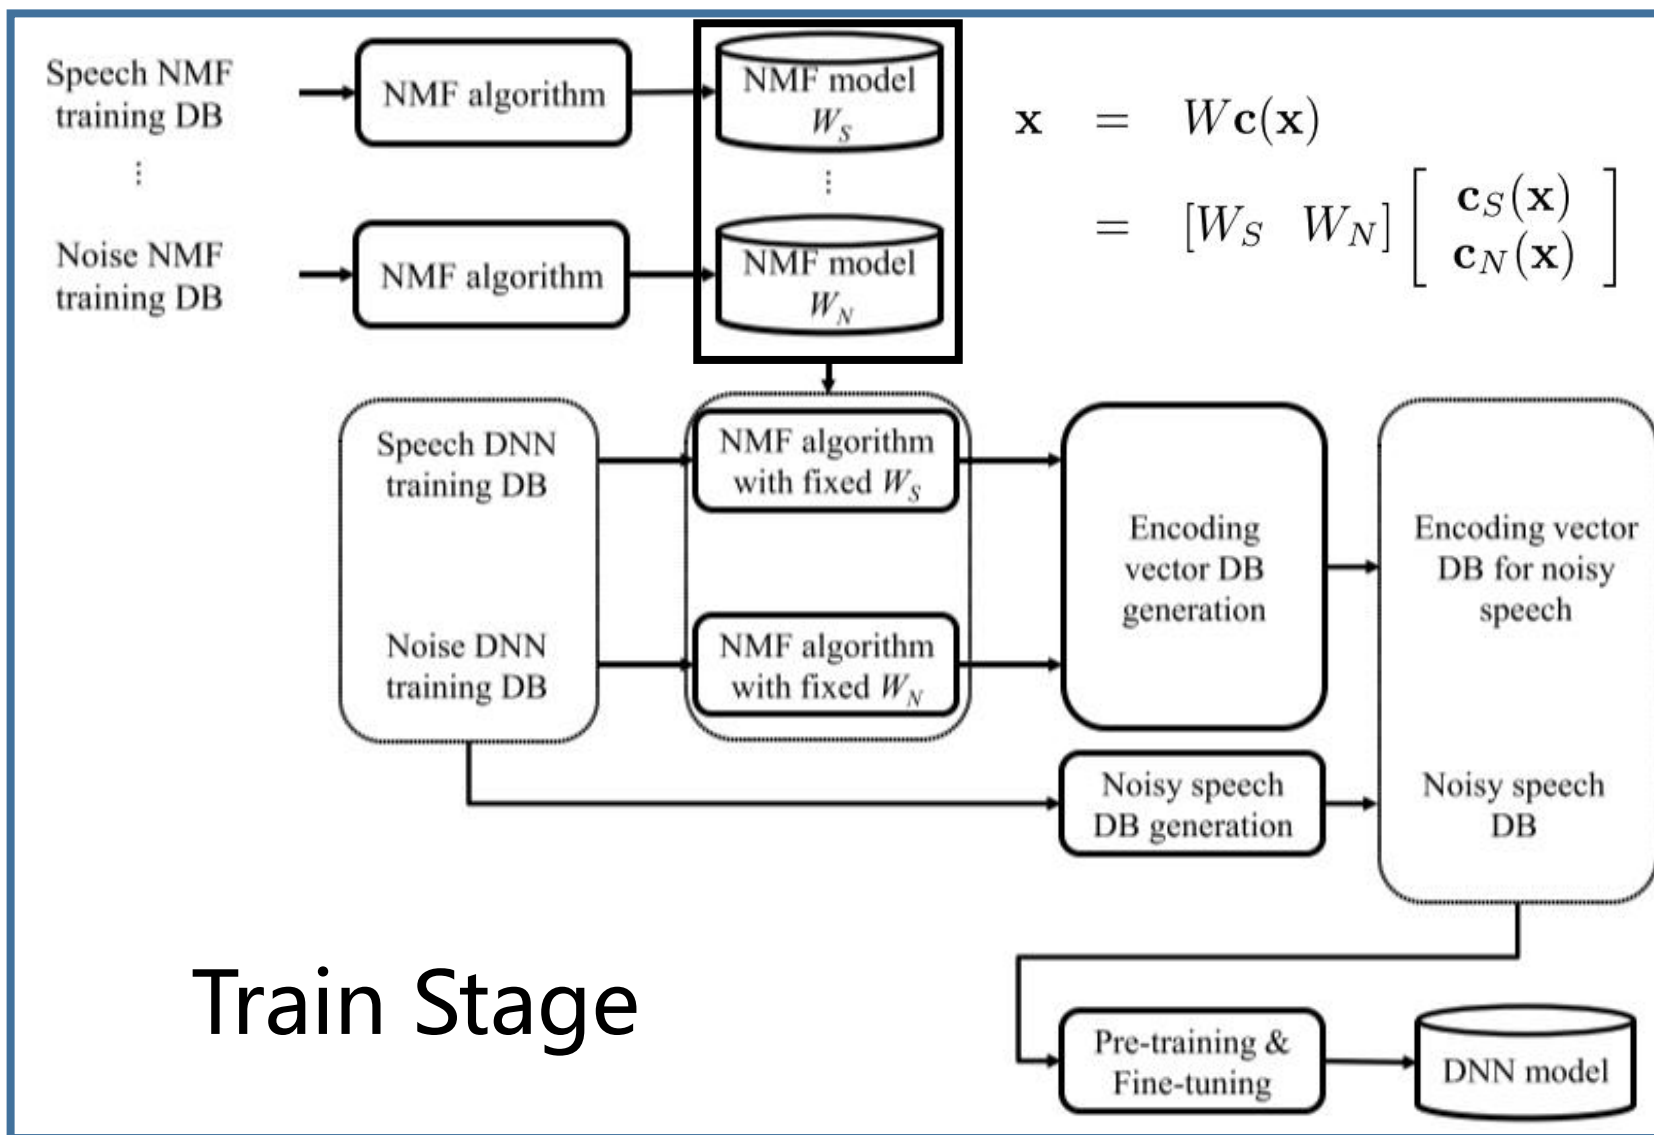 Speech NMF
training DB
⋮
Noise NMF
training DB
NMF algorithm
NMF algorithm
NMF model
W_S
⋮
NMF model
W_N
x = Wc(x)
= [W_S W_N] [ c_S(x)
c_N(x) ]
Speech DNN
training DB
Noise DNN
training DB
NMF algorithm
with fixed W_S
NMF algorithm
with fixed W_N
Encoding
vector DB
generation
Encoding vector
DB for noisy
speech
Noisy speech
DB generation
Noisy speech
DB
Train Stage
Pre-training &
Fine-tuning
DNN model